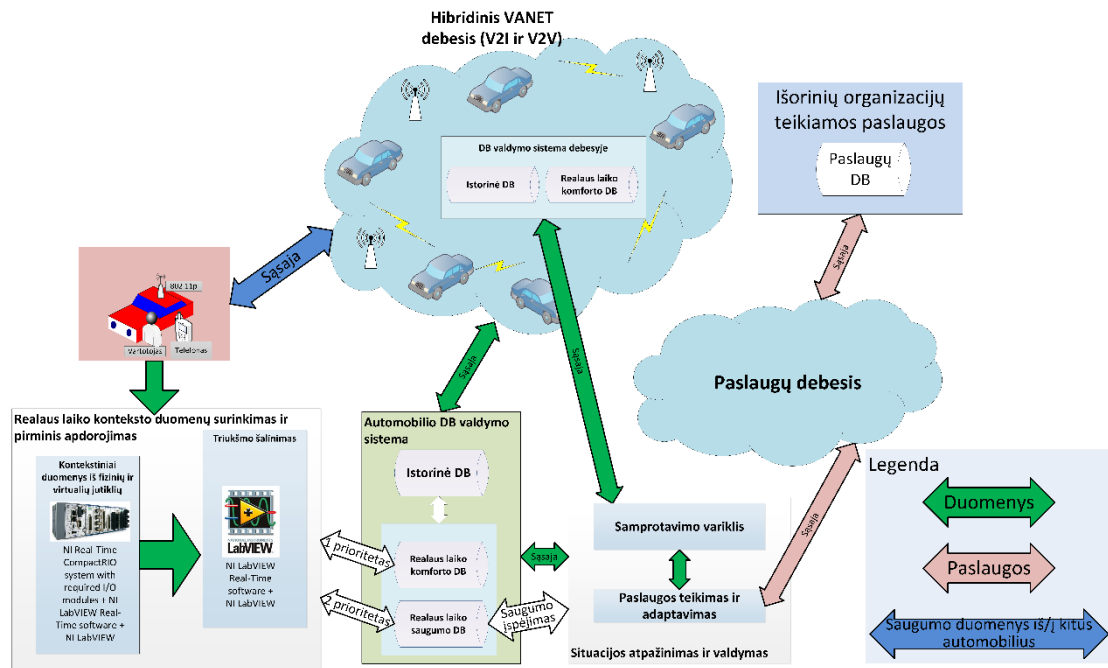 Hibridinis VANET
debesis (V2I ir V2V)
DB valdymo sistema debesyje
Istorinė DB
Realaus laiko
komforto DB
Išorinių organizacijų
teikiamos paslaugos
Paslaugų
DB
Sąsaja
802.11p
Vartotojas
Telefonas
Sąsaja
Sąsaja
Sąsaja
Paslaugų debesis
Realaus laiko konteksto duomenų surinkimas ir
pirminis apdorojimas
Kontekstiniai
duomenys iš fizinių ir
virtualių jutiklių
NI Real-Time
CompactRIO
system with
required I/O
modules + NI
LabVIEW Real-
Time software +
NI LabVIEW
Triukšmo šalinimas
NATIONAL INSTRUMENTS
LabVIEW
NI LABVIEW
Real-Time
software +
NI LabVIEW
Automobilio DB valdymo
sistema
Istorinė DB
Realaus laiko
komforto DB
Realaus laiko
saugumo DB
1 prioritetas
2 prioritetas
Sąsaja
Saugumo
įspėjimai
Samprotavimo variklis
Paslaugos teikimas ir
adaptavimas
Situacijos atpažinimas ir valdymas
Sąsaja
Legenda
Duomenys
Paslaugos
Saugumo duomenys iš/į kitus
automobilius